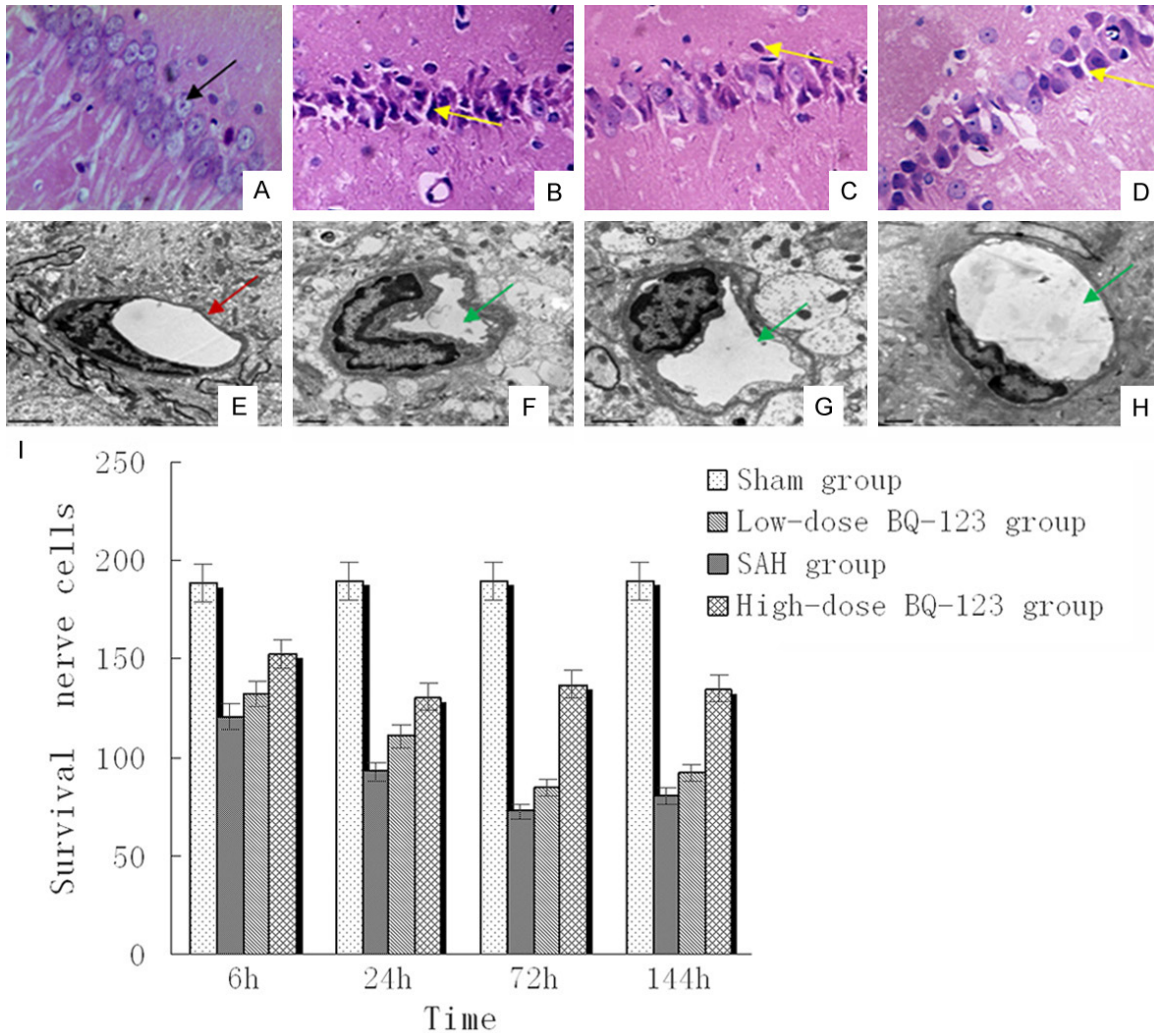 A
B
C
D
E
F
G
H
I
250
200
150
100
50
0
Survival nerve cells
Sham group
Low-dose BQ-123 group
SAH group
High-dose BQ-123 group
6h
24h
72h
144h
Time